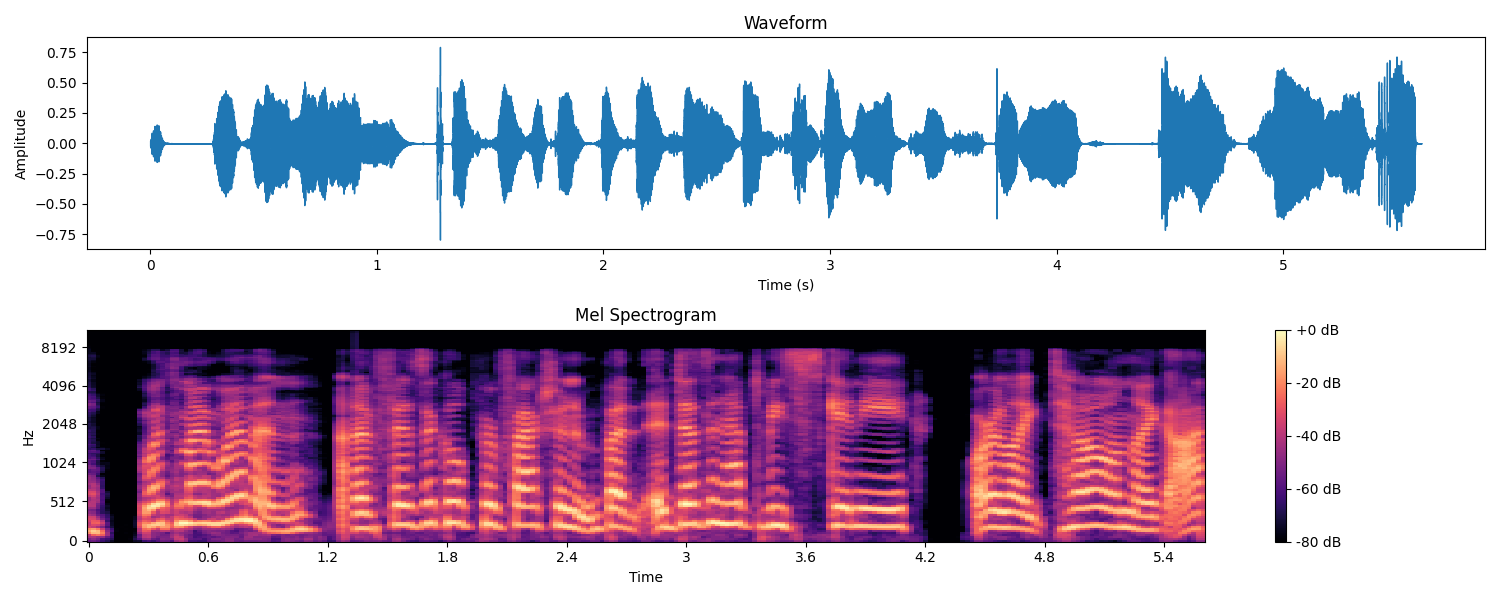 Waveform
Amplitude
0.75
0.50
0.25
0.00
−0.25
−0.50
−0.75
0 1 2 3 4 5
Time (s)
Mel Spectrogram
Hz
8192
4096
2048
1024
512
0
0 0.6 1.2 1.8 2.4 3 3.6 4.2 4.8 5.4
Time
+0 dB
-20 dB
-40 dB
-60 dB
-80 dB